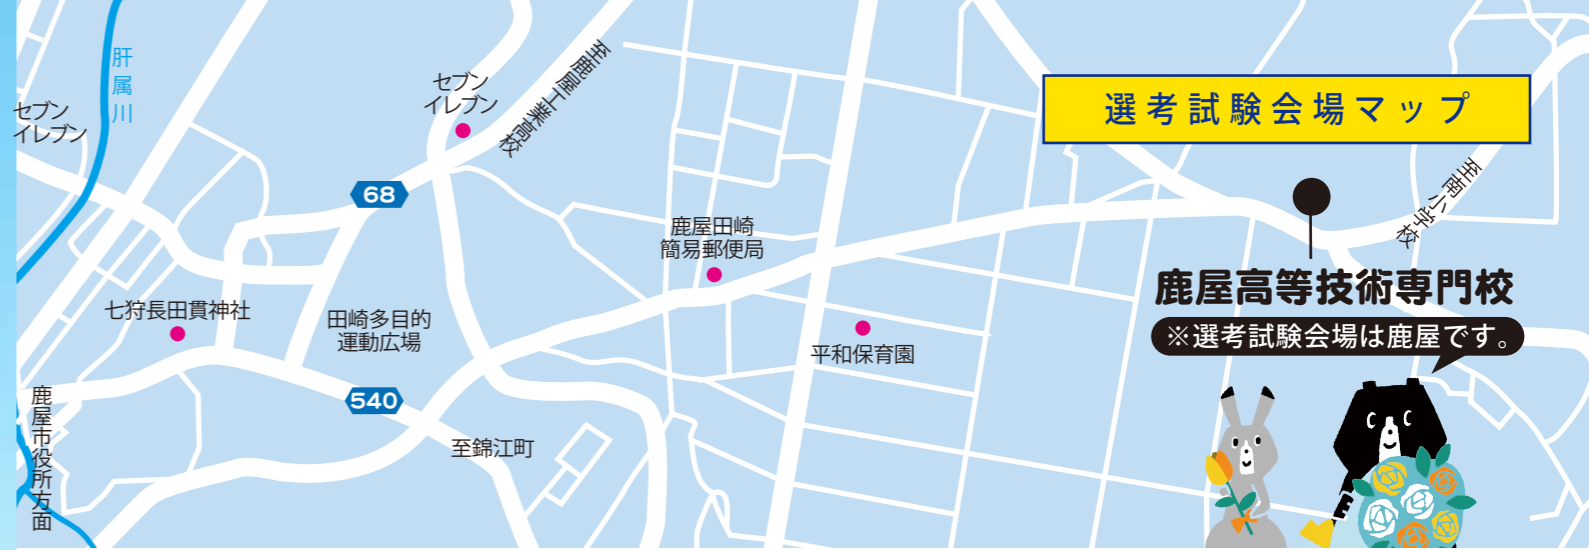 選考試験会場マップ
肝属川
セブン
イレブン
セブン
イレブン
至鹿屋工業高校
68
鹿屋田崎
簡易郵便局
至南小学校
鹿屋高等技術専門校
※選考試験会場は鹿屋です。
七狩長田貫神社
田崎多目的
運動広場
平和保育園
540
至錦江町
鹿屋市役所方面